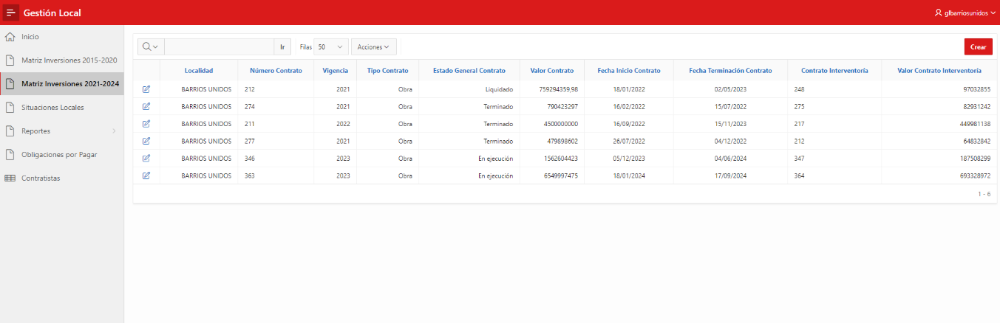 Gestión Local
glbarriosunidos
Inicio
Matriz Inversiones 2015-2020
Matriz Inversiones 2021-2024
Situaciones Locales
Reportes
Obligaciones por Pagar
Contratistas
Ir Filas 50 Acciones Crear
Localidad Número Contrato Vigencia Tipo Contrato Estado General Contrato Valor Contrato Fecha Inicio Contrato Fecha Terminación Contrato Contrato Interventoría Valor Contrato Interventoría
BARRIOS UNIDOS 212 2021 Obra Liquidado 759294359,98 18/01/2022 02/05/2023 248 97032855
BARRIOS UNIDOS 274 2021 Obra Terminado 790423297 16/02/2022 15/07/2022 275 82931242
BARRIOS UNIDOS 211 2022 Obra Terminado 4500000000 16/09/2022 15/11/2023 217 449981138
BARRIOS UNIDOS 277 2021 Obra Terminado 479898602 26/07/2022 04/12/2022 212 64832842
BARRIOS UNIDOS 346 2023 Obra En ejecución 1562604423 05/12/2023 04/06/2024 347 187508299
BARRIOS UNIDOS 363 2023 Obra En ejecución 6549997475 18/01/2024 17/09/2024 364 693328972
1 - 6